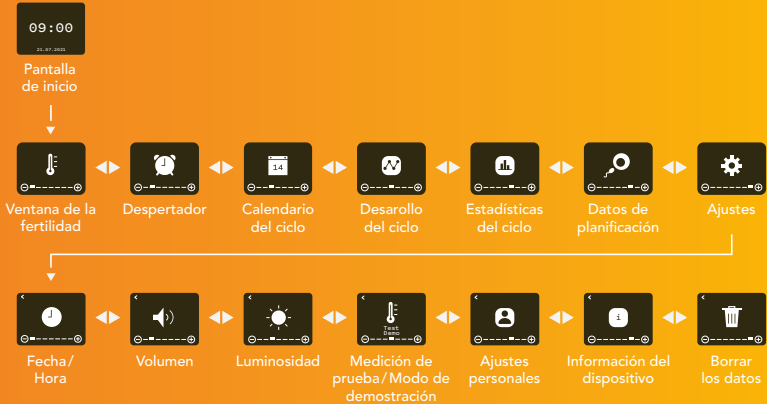 09:00
21.07.2021
Pantalla
de inicio
14
Ventana de la
fertilidad
Despertador
Calendario
del ciclo
Desarollo
del ciclo
Estadísticas
del ciclo
Datos de
planificación
Ajustes
Test
Demo
i
Fecha/
Hora
Volumen
Luminosidad
Medición de
prueba/Modo de
demostración
Ajustes
personales
Información del
dispositivo
Borrar
los datos